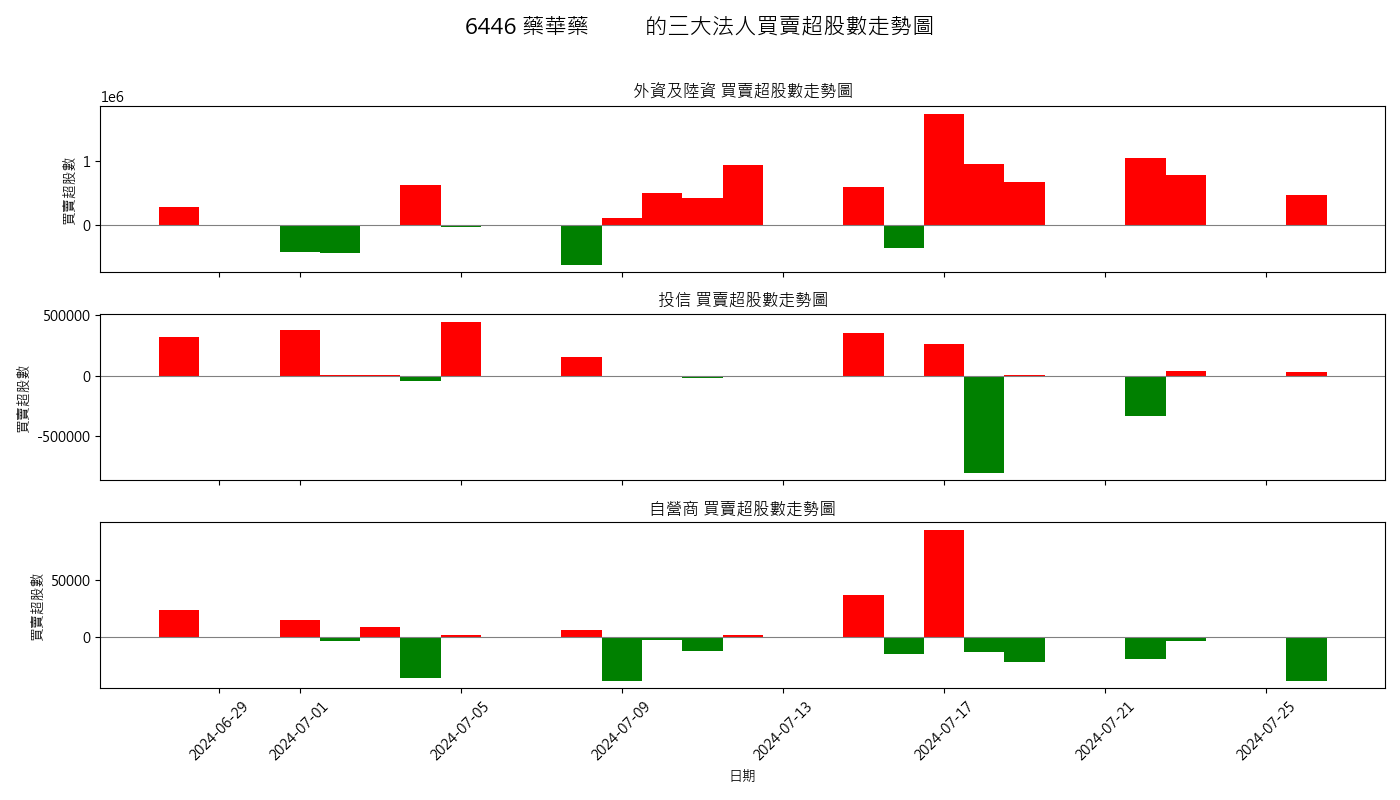 6446 藥華藥 的三大法人買賣超股數走勢圖
外資及陸資 買賣超股數走勢圖
1e6
買賣超股數
1
0
投信 買賣超股數走勢圖
買賣超股數
500000
0
-500000
自營商 買賣超股數走勢圖
買賣超股數
50000
0
2024-06-29
2024-07-01
2024-07-05
2024-07-09
2024-07-13
2024-07-17
2024-07-21
2024-07-25
日期